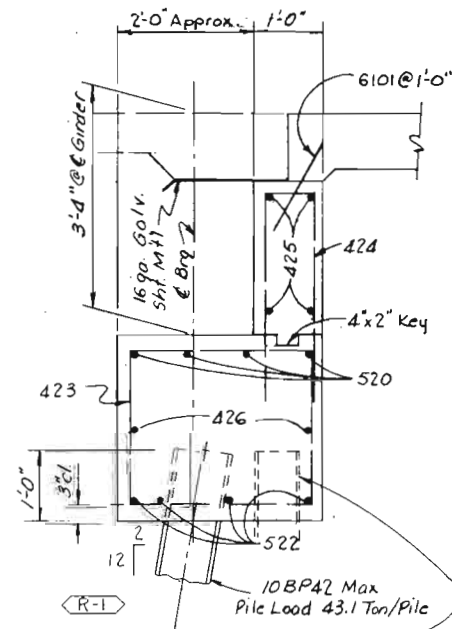 2'-0" Approx.
1'-0"
6101@1'-0"
3'-4" @ ℄ Girder
16 ga. Galv.
Sht. Mt'l
℄ Brg
425
424
4"x2" Key
520
423
426
1'-0"
3" cl.
522
2
12
10BP42 Max
Pile Load 43.1 Ton/Pile
R-1